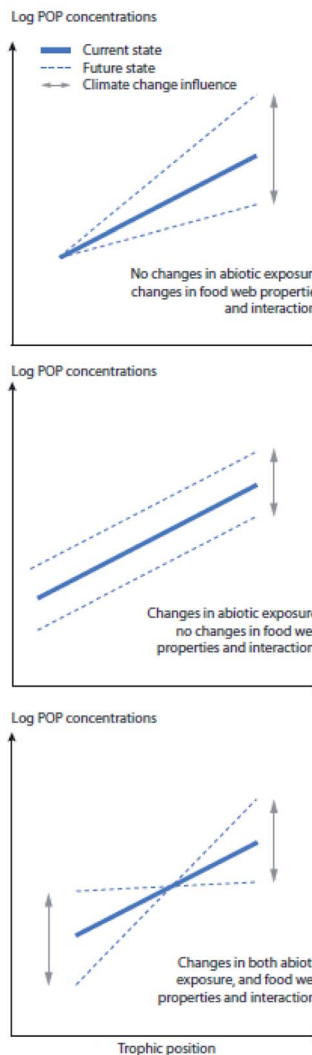 Log POP concentrations
Current state
Future state
Climate change influence
No changes in abiotic exposur
changes in food web propertie
and interaction
Log POP concentrations
Changes in abiotic exposur
no changes in food we
properties and interaction
Log POP concentrations
Changes in both abiot
exposure, and food we
properties and interaction
Trophic position